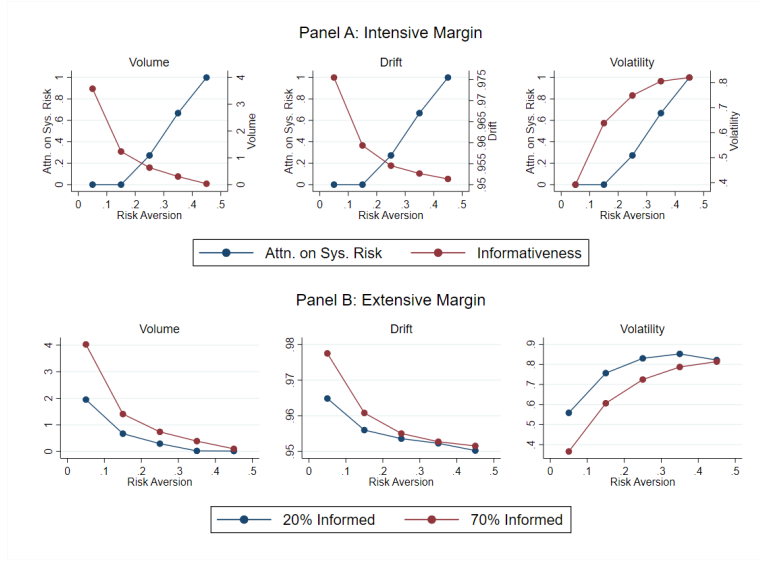 Panel A: Intensive Margin
Volume
Drift
Volatility
Attn. on Sys. Risk
0 .2 .4 .6 .8 1
0 1 2 3 4
Volume
0 .1 .2 .3 .4 .5
Risk Aversion
Attn. on Sys. Risk
0 .2 .4 .6 .8 1
.95 .955 .96 .965 .97 .975
Drift
0 .1 .2 .3 .4 .5
Risk Aversion
Attn. on Sys. Risk
0 .2 .4 .6 .8 1
.4 .5 .6 .7 .8
Volatility
0 .1 .2 .3 .4 .5
Risk Aversion
Attn. on Sys. Risk Informativeness
Panel B: Extensive Margin
Volume
Drift
Volatility
0 1 2 3 4
0 .1 .2 .3 .4 .5
Risk Aversion
.95 .96 .97 .98
0 .1 .2 .3 .4 .5
Risk Aversion
.4 .5 .6 .7 .8 .9
0 .1 .2 .3 .4 .5
Risk Aversion
20% Informed 70% Informed